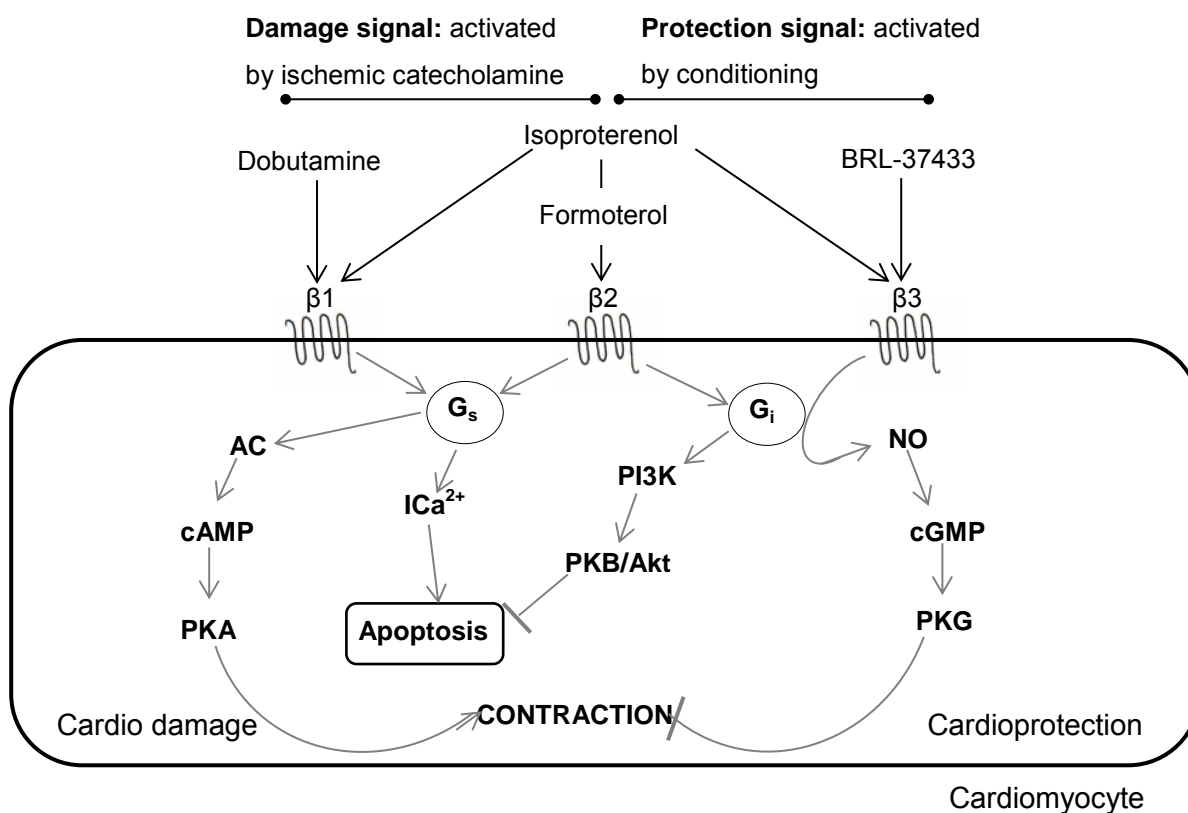 Damage signal: activated
by ischemic catecholamine
Protection signal: activated
by conditioning
Isoproterenol
Dobutamine
BRL-37433
Formoterol
β1
β2
β3
Gs
Gi
AC
NO
PI3K
ICa2+
cAMP
cGMP
PKB/Akt
PKA
Apoptosis
PKG
CONTRACTION
Cardio damage
Cardioprotection
Cardiomyocyte